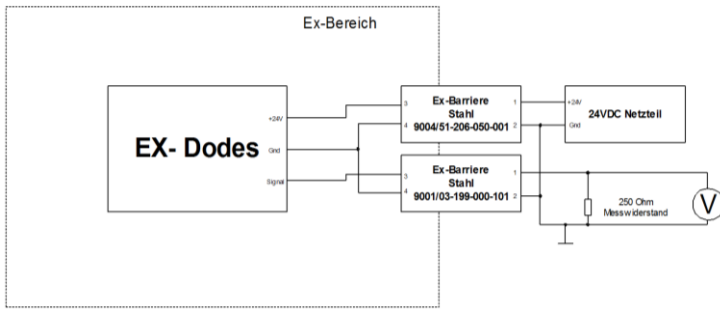 Ex-Bereich
EX- Dodes
+24V
Gnd
Signal
3
4
Ex-Barriere
Stahl
9004/51-206-050-001
1
2
+24V
Gnd
24VDC Netzteil
3
4
Ex-Barriere
Stahl
9001/03-199-000-101
1
2
250 Ohm
Messwiderstand
V